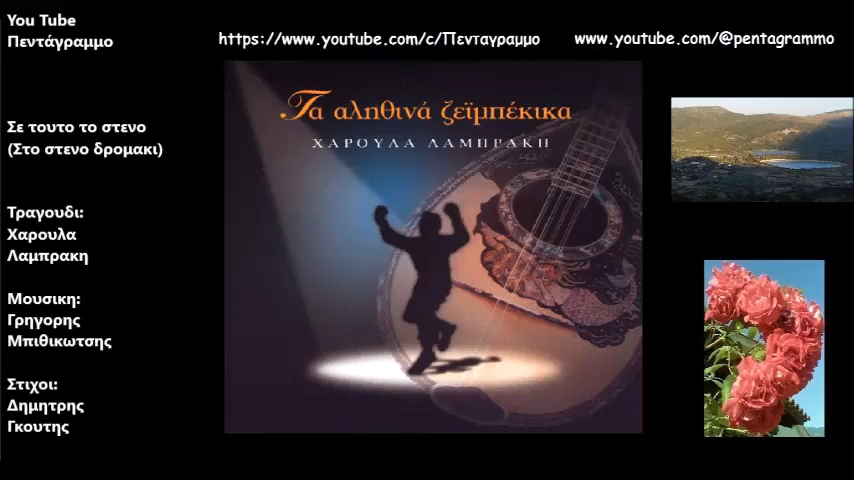 You Tube
Πεντάγραμμο
https://www.youtube.com/c/Πενταγραμμο
www.youtube.com/@pentagrammo
Τα αληθινά ζεϊμπέκικα
ΧΑΡΟΥΛΑ ΛΑΜΠΡΑΚΗ
Σε τουτο το στενο
(Στο στενο δρομακι)
Τραγουδι:
Χαρουλα
Λαμπρακη
Μουσικη:
Γρηγορης
Μπιθικωτσης
Στιχοι:
Δημητρης
Γκουτης